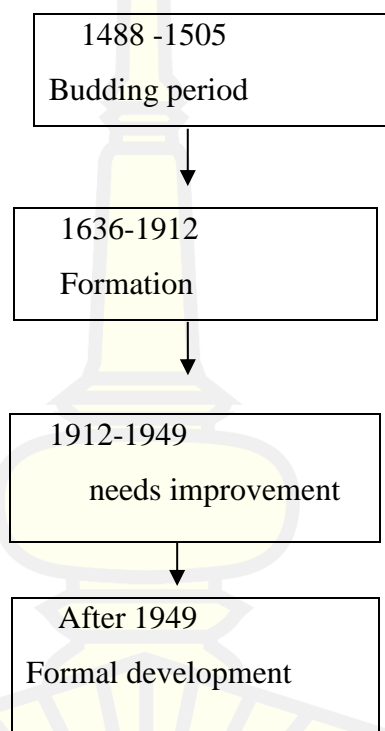 1488 -1505
Budding period
1636-1912
Formation
1912-1949
needs improvement
After 1949
Formal development